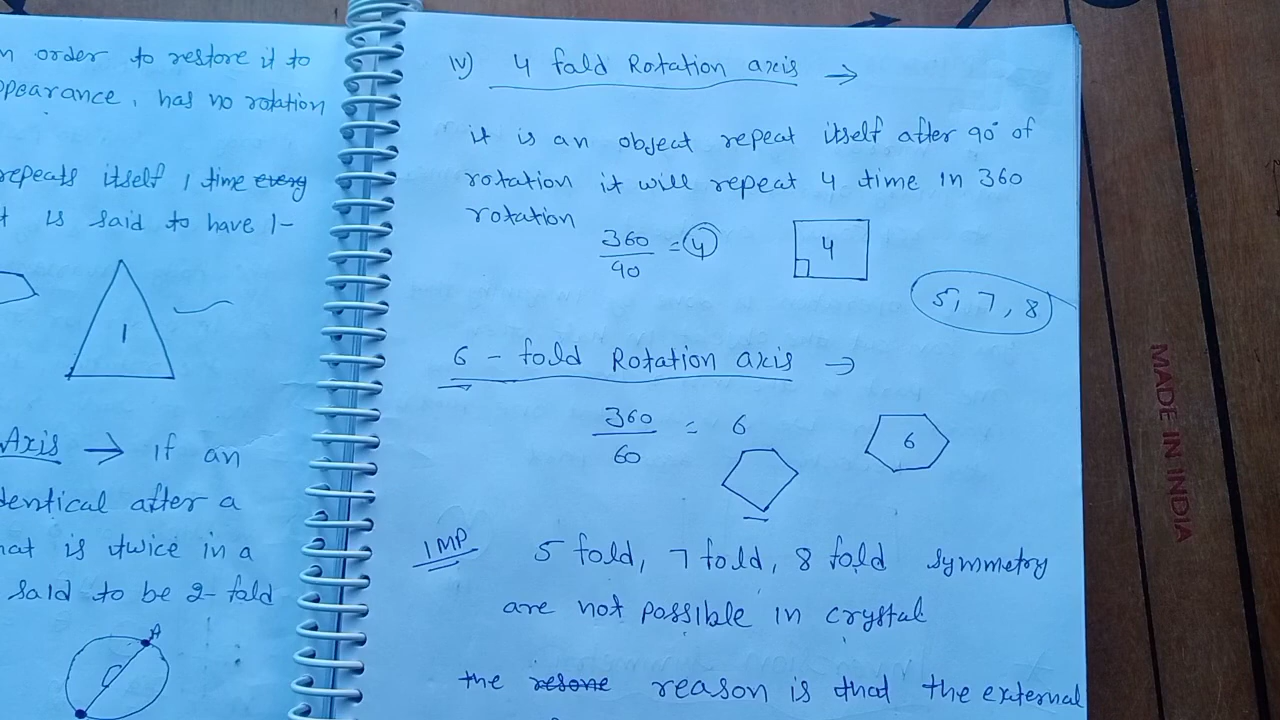 n order to restore it to
ppearance, has no rotation
repeats itself 1 time every
t is said to have 1-
1
Axis → If an
dentical after a
hat is twice in a
said to be 2-fold
A
IV) 4 fold Rotation axis →
it is an object repeat itself after 90° of
rotation it will repeat 4 time in 360
rotation
360
90
= 4
4
5, 7, 8
6 - fold Rotation axis →
360
60
= 6
6
IMP
5 fold, 7 fold, 8 fold symmetry
are not possible in crystal
the resone reason is that the external
MADE IN INDIA